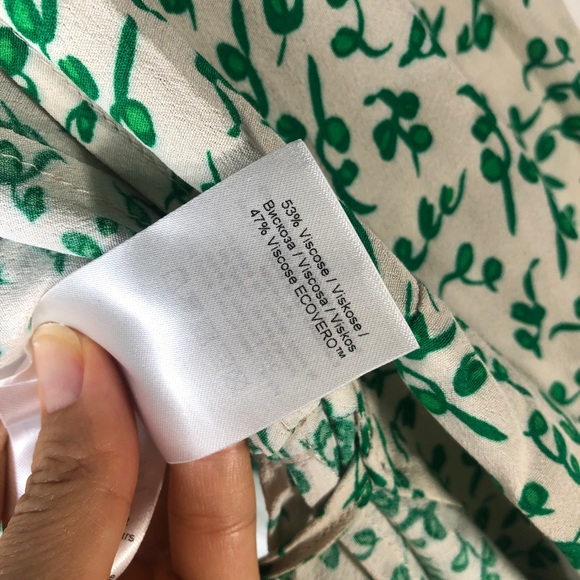 53% Viscose / Viskose /
Вискоза / Viscosa / Viskos
47% Viscose ECOVERO™